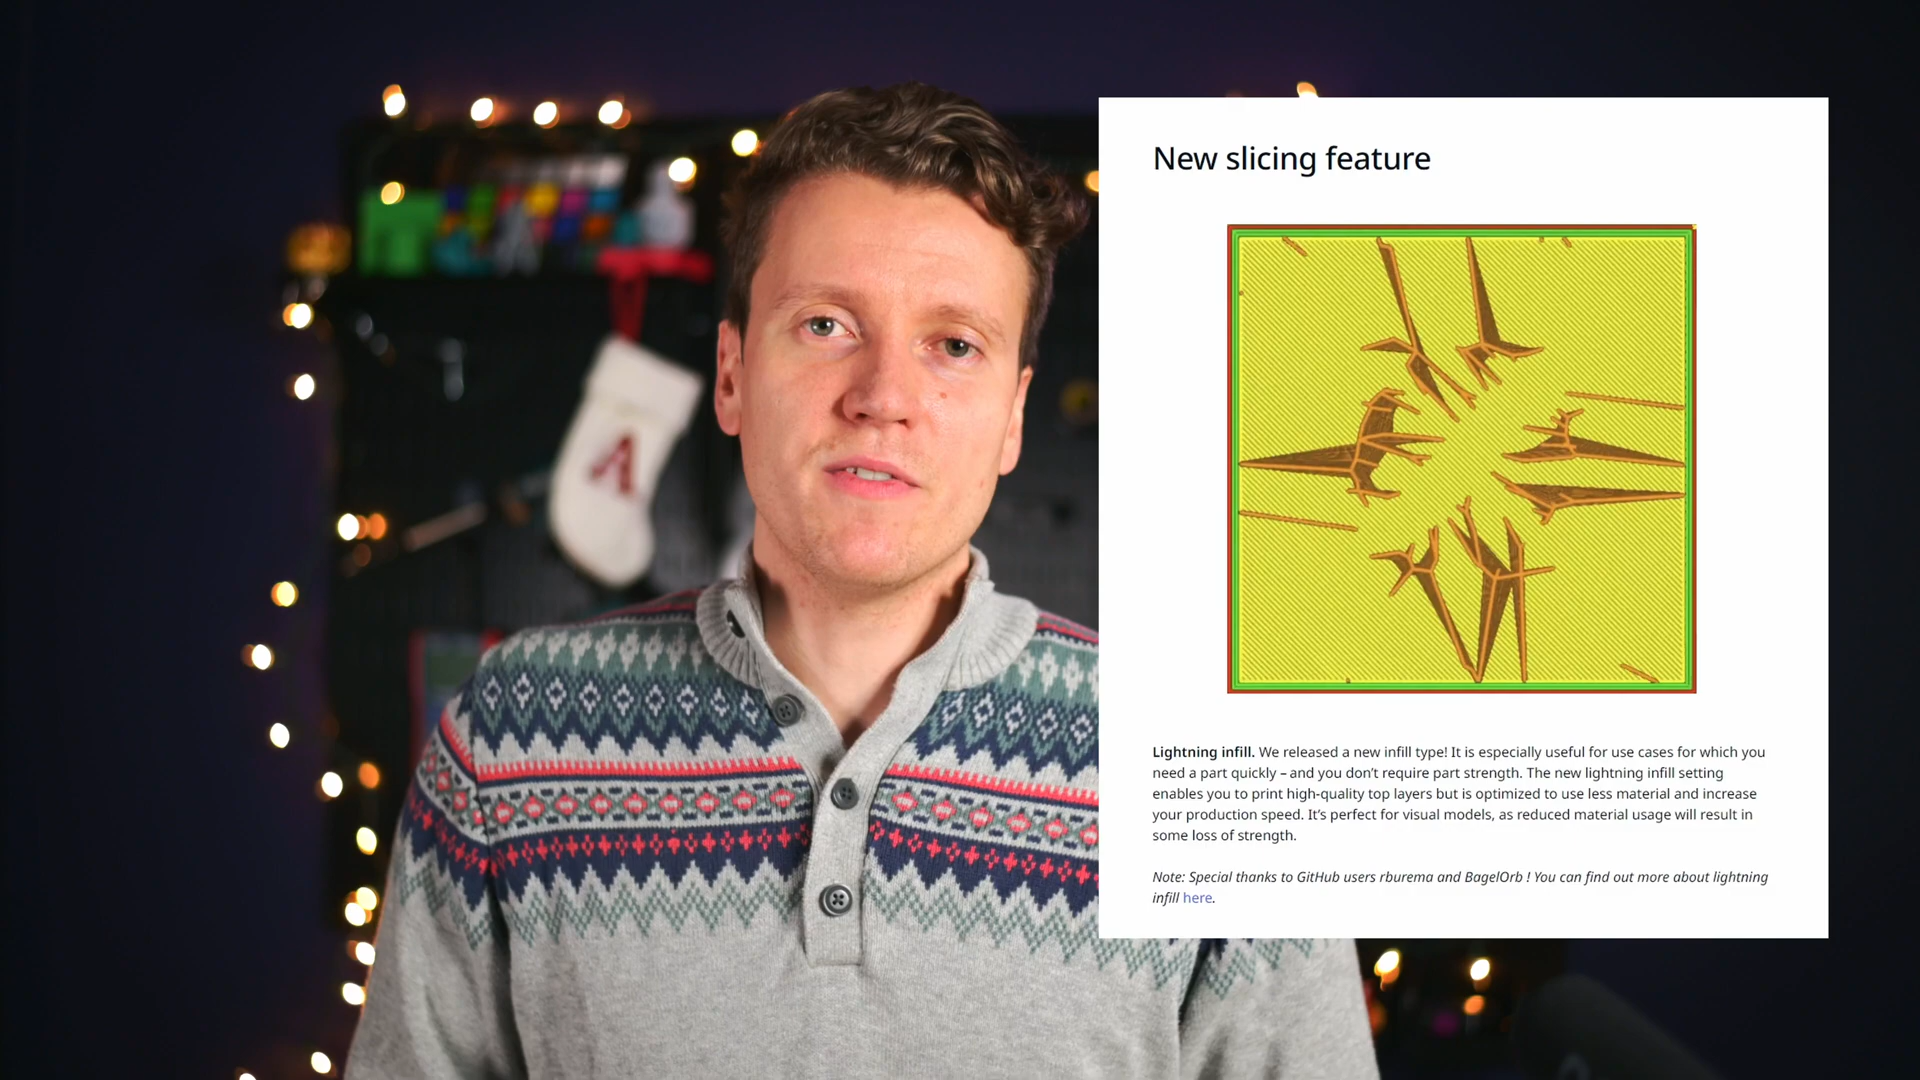 New slicing feature
Lightning infill. We released a new infill type! It is especially useful for use cases for which you
need a part quickly – and you don't require part strength. The new lightning infill setting
enables you to print high-quality top layers but is optimized to use less material and increase
your production speed. It's perfect for visual models, as reduced material usage will result in
some loss of strength.
Note: Special thanks to GitHub users rburema and BagelOrb ! You can find out more about lightning
infill here.
A